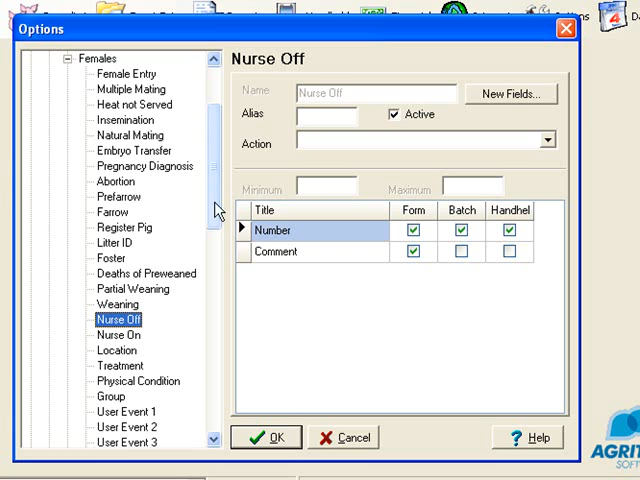 Options
Females
Female Entry
Multiple Mating
Heat not Served
Insemination
Natural Mating
Embryo Transfer
Pregnancy Diagnosis
Abortion
Prefarrow
Farrow
Register Pig
Litter ID
Foster
Deaths of Preweaned
Partial Weaning
Weaning
Nurse Off
Nurse On
Location
Treatment
Physical Condition
Group
User Event 1
User Event 2
User Event 3
Nurse Off
Name Nurse Off New Fields...
Alias Active
Action
Minimum Maximum
Title Form Batch Handhel
Number
Comment
OK Cancel Help
4
AGRIT
SOF